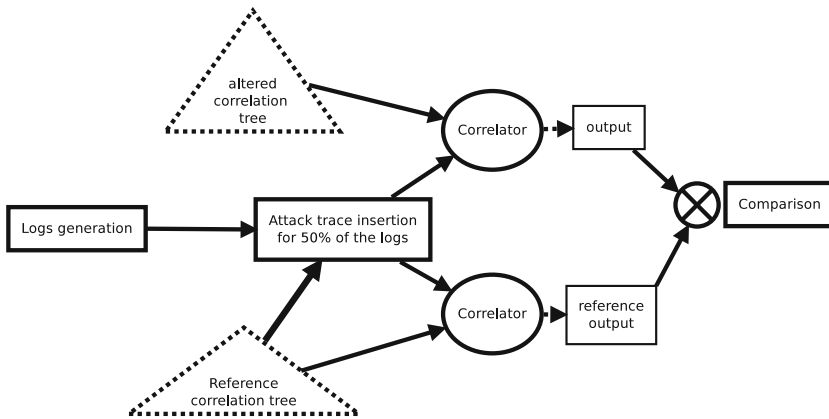 altered
correlation
tree
Correlator
output
Logs generation
Attack trace insertion
for 50% of the logs
Comparison
Correlator
reference
output
Reference
correlation tree